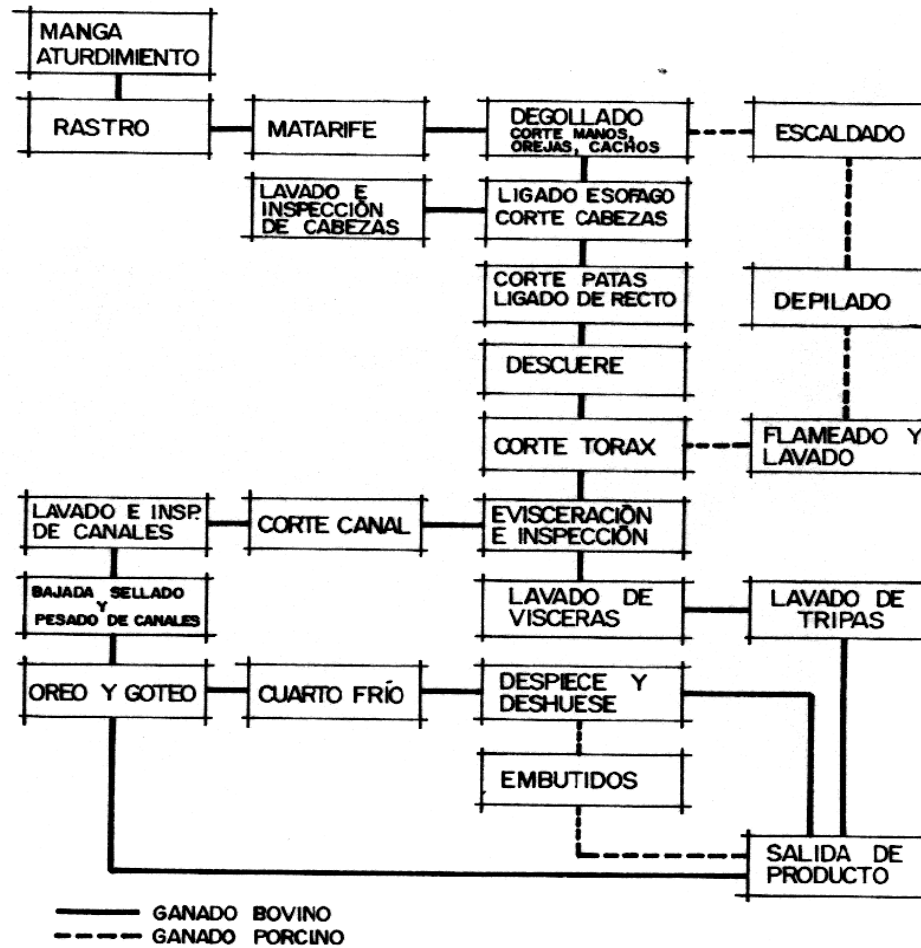 MANGA
ATURDIMIENTO
RASTRO
MATARIFE
DEGOLLADO
CORTE MANOS,
OREJAS, CACHOS
ESCALDADO
LAVADO E
INSPECCIÓN
DE CABEZAS
LIGADO ESOFAGO
CORTE CABEZAS
CORTE PATAS
LIGADO DE RECTO
DEPILADO
DESCUERE
CORTE TORAX
FLAMEADO Y
LAVADO
LAVADO E INSP.
DE CANALES
CORTE CANAL
EVISCERACIÓN
E INSPECCIÓN
BAJADA SELLADO
Y
PESADO DE CANALES
LAVADO DE
VISCERAS
LAVADO DE
TRIPAS
OREO Y GOTEO
CUARTO FRÍO
DESPIECE Y
DESHUESE
EMBUTIDOS
SALIDA DE
PRODUCTO
GANADO BOVINO
GANADO PORCINO